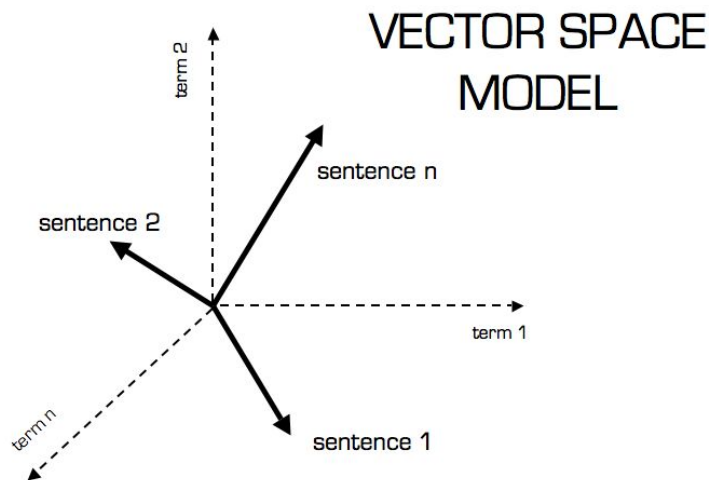 VECTOR SPACE
MODEL
term 2
sentence n
sentence 2
term 1
term n
sentence 1